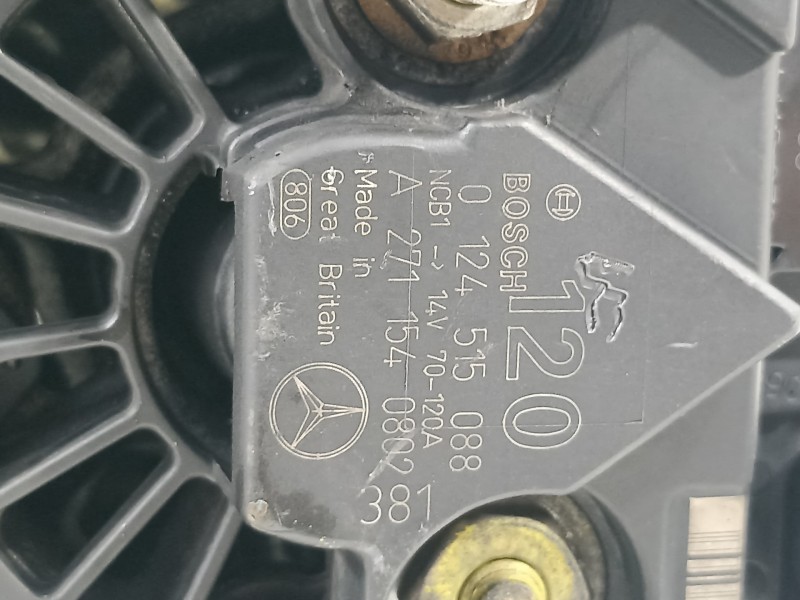 BOSCH
120
0 124 515 088
NCB1 -> 14V 70-120A
A 271 154 0802
Made in
Great Britain
806
381